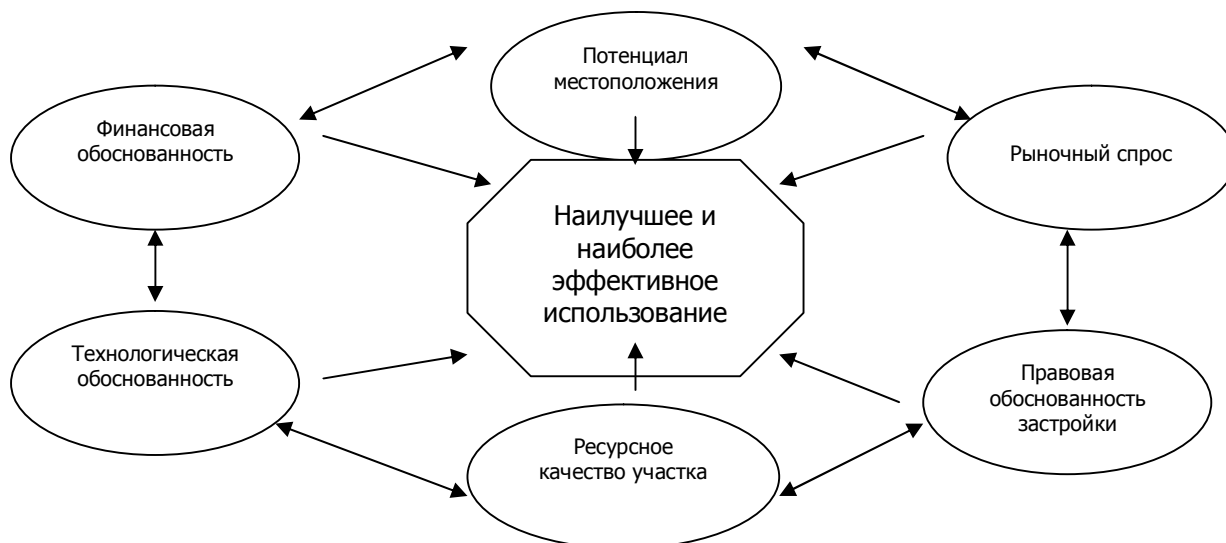 Потенциал
местоположения
Финансовая
обоснованность
Рыночный спрос
Наилучшее и
наиболее
эффективное
использование
Технологическая
обоснованность
Правовая
обоснованность
застройки
Ресурсное
качество участка